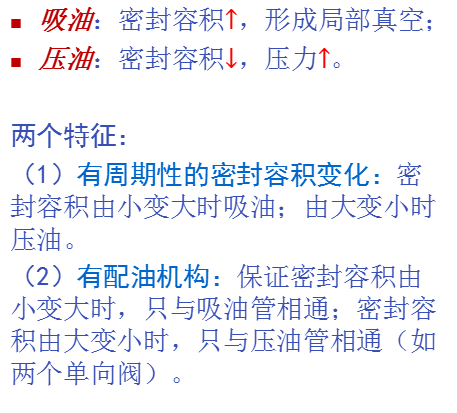 ▪ 吸油：密封容积↑，形成局部真空；
▪ 压油：密封容积↓，压力↑。
两个特征：
（1）有周期性的密封容积变化：密
封容积由小变大时吸油；由大变小时
压油。
（2）有配油机构：保证密封容积由
小变大时，只与吸油管相通；密封容
积由大变小时，只与压油管相通（如
两个单向阀）。